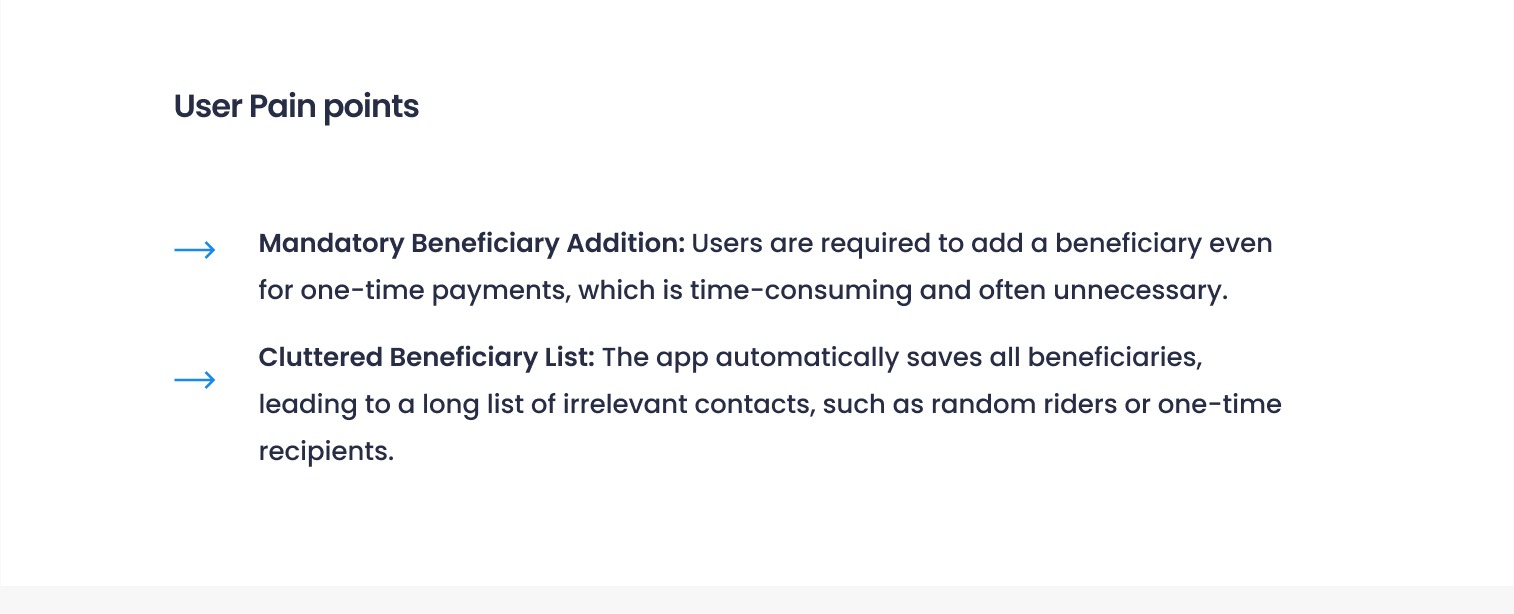 User Pain points
Mandatory Beneficiary Addition: Users are required to add a beneficiary even
for one-time payments, which is time-consuming and often unnecessary.
Cluttered Beneficiary List: The app automatically saves all beneficiaries,
leading to a long list of irrelevant contacts, such as random riders or one-time
recipients.